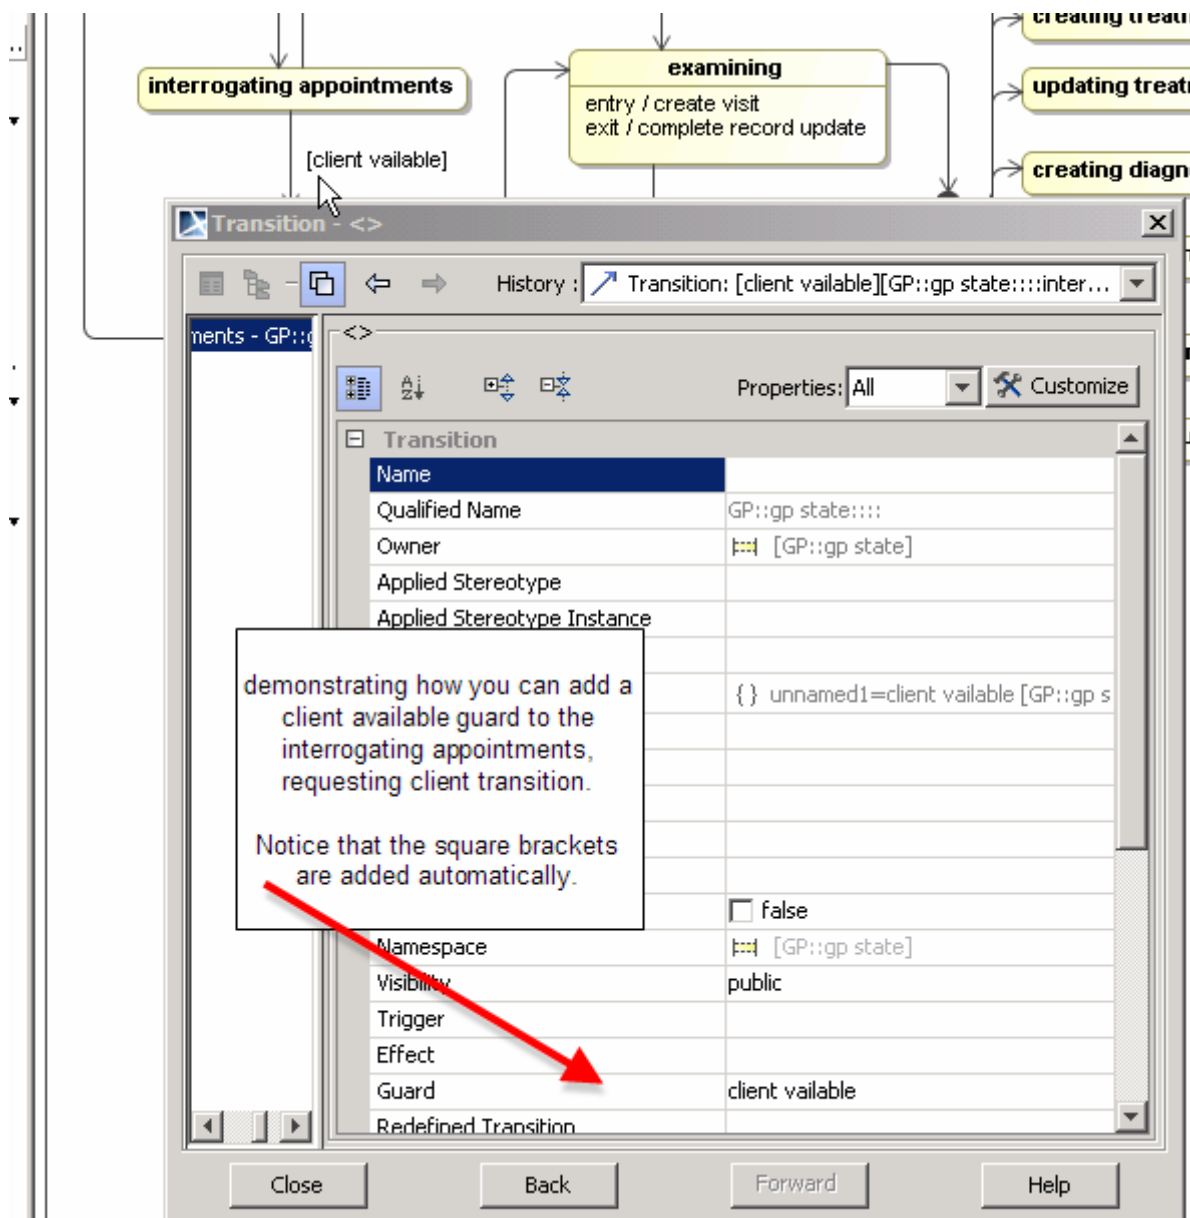 creating treat
interrogating appointments
examining
entry / create visit
exit / complete record update
updating treat
[client vailable]
creating diagn
Transition - <>
History : Transition: [client vailable][GP::gp state::::inter...
ments - GP::g
<>
Properties: All Customize
Transition
Name
Qualified Name GP::gp state::::
Owner [GP::gp state]
Applied Stereotype
Applied Stereotype Instance
demonstrating how you can add a
client available guard to the
interrogating appointments,
requesting client transition.
Notice that the square brackets
are added automatically.
{ } unnamed1=client vailable [GP::gp s
false
Namespace [GP::gp state]
Visibility public
Trigger
Effect
Guard client vailable
Redefined Transition
Close Back Forward Help